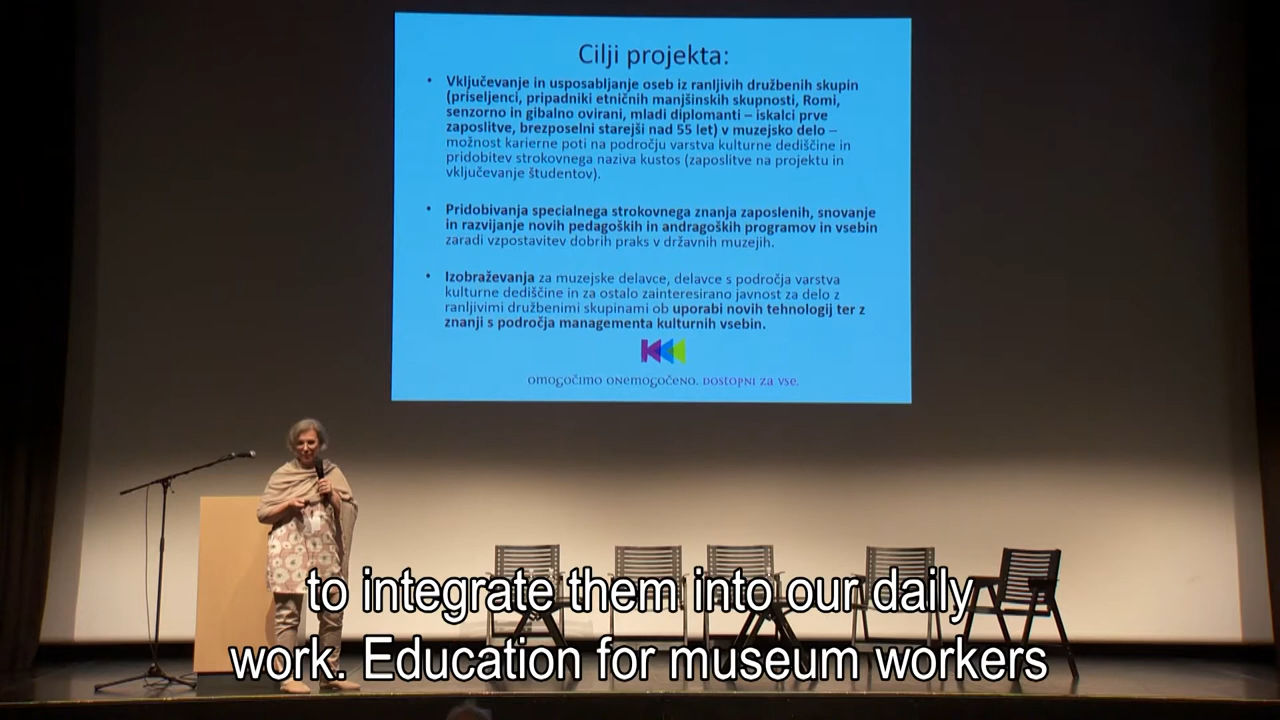 Cilji projekta:
• Vključevanje in usposabljanje oseb iz ranljivih družbenih skupin
(priseljenci, pripadniki etničnih manjšinskih skupnosti, Romi,
senzorno in gibalno ovirani, mladi diplomanti – iskalci prve
zaposlitve, brezposelni starejši nad 55 let) v muzejsko delo –
možnost karierne poti na področju varstva kulturne dediščine in
pridobitev strokovnega naziva kustos (zaposlitve na projektu in
vključevanje študentov).
• Pridobivanja specialnega strokovnega znanja zaposlenih, snovanje
in razvijanje novih pedagoških in andragoških programov in vsebin
zaradi vzpostavitev dobrih praks v državnih muzejih.
• Izobraževanja za muzejske delavce, delavce s področja varstva
kulturne dediščine in za ostalo zainteresirano javnost za delo z
ranljivimi družbenimi skupinami ob uporabi novih tehnologij ter z
znanji s področja managementa kulturnih vsebin.
omogočimo onemogočeno. Dostopni za vse.
to integrate them into our daily
work. Education for museum workers